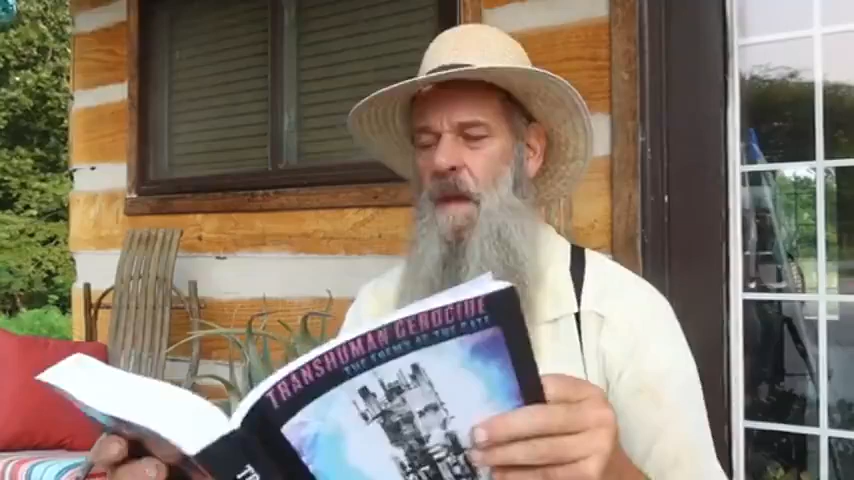 TRANSHUMAN GENOCIDE
THE ENEMY AT THE GATE